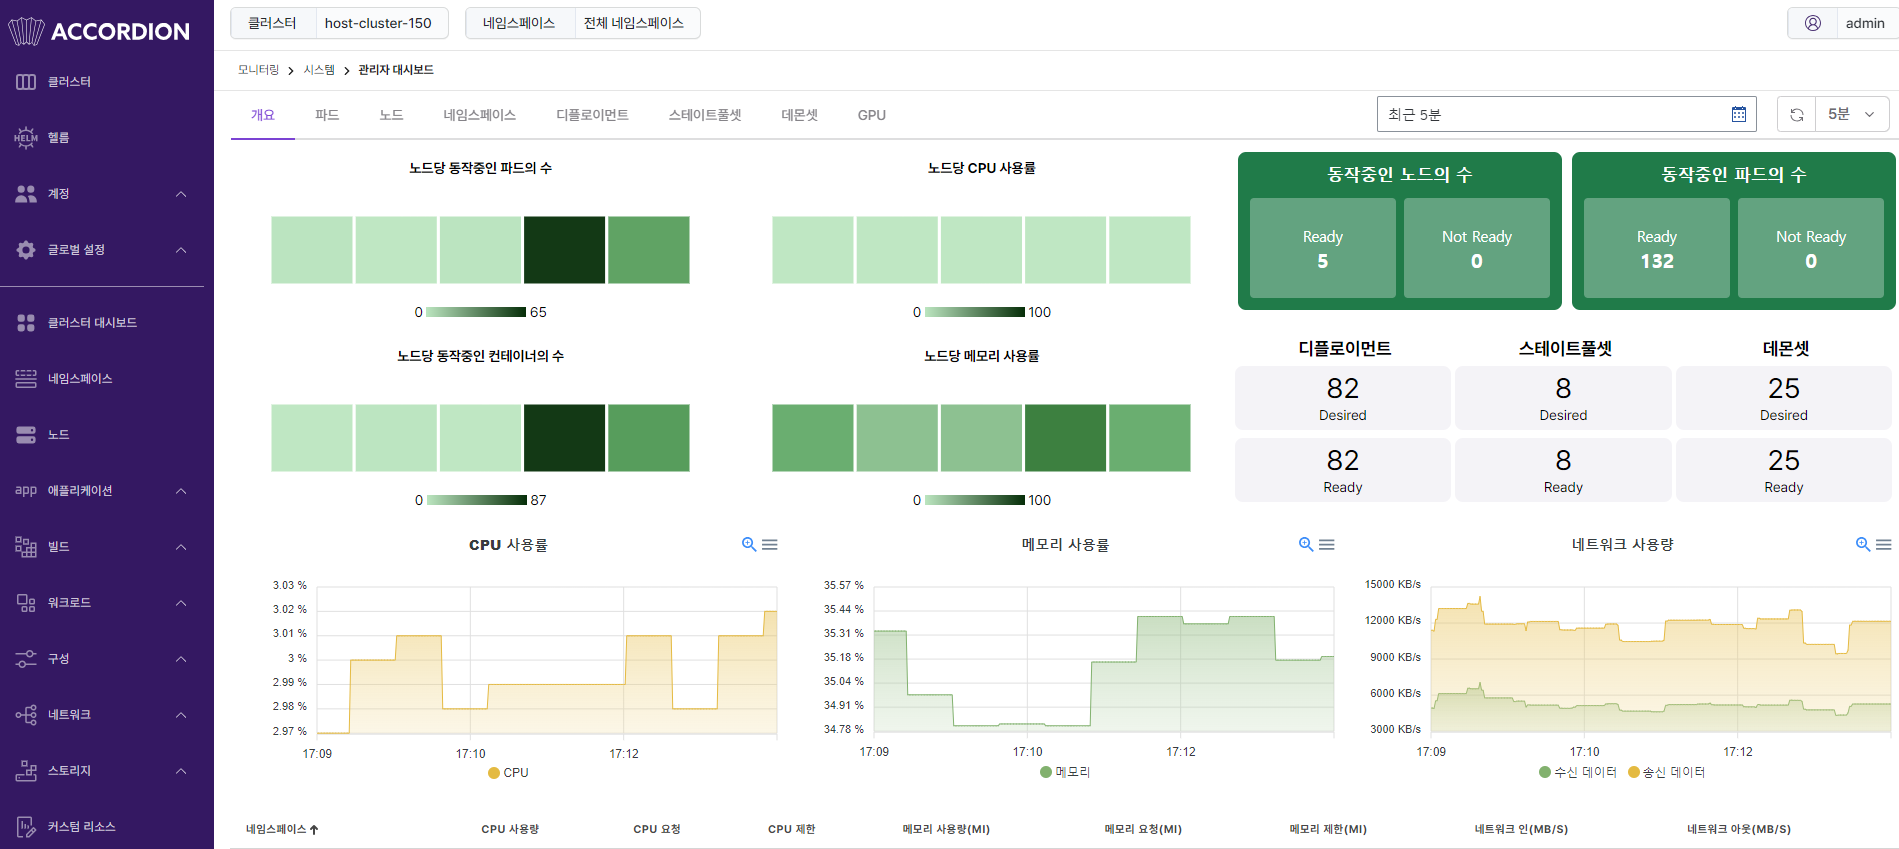 ACCORDION
클러스터
헬름
계정
글로벌 설정
클러스터 대시보드
네임스페이스
노드
app 애플리케이션
빌드
워크로드
구성
네트워크
스토리지
커스텀 리소스
HELM
클러스터 host-cluster-150 네임스페이스 전체 네임스페이스 admin
모니터링 > 시스템 > 관리자 대시보드
개요 파드 노드 네임스페이스 디플로이먼트 스테이트풀셋 데몬셋 GPU
최근 5분 5분
노드당 동작중인 파드의 수
0 65
노드당 CPU 사용률
0 100
동작중인 노드의 수
Ready Not Ready
5 0
동작중인 파드의 수
Ready Not Ready
132 0
노드당 동작중인 컨테이너의 수
0 87
노드당 메모리 사용률
0 100
디플로이먼트 스테이트풀셋 데몬셋
82 8 25
Desired Desired Desired
82 8 25
Ready Ready Ready
CPU 사용률
3.03 %
3.02 %
3.01 %
3 %
2.99 %
2.98 %
2.97 %
17:09 17:10 17:12
CPU
메모리 사용률
35.57 %
35.44 %
35.31 %
35.18 %
35.04 %
34.91 %
34.78 %
17:09 17:10 17:12
메모리
네트워크 사용량
15000 KB/s
12000 KB/s
9000 KB/s
6000 KB/s
3000 KB/s
17:09 17:10 17:12
수신 데이터 송신 데이터
네임스페이스 CPU 사용량 CPU 요청 CPU 제한 메모리 사용량(MI) 메모리 요청(MI) 메모리 제한(MI) 네트워크 인(MB/S) 네트워크 아웃(MB/S)